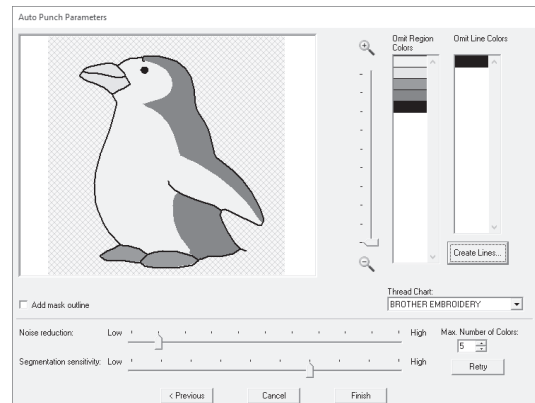 Auto Punch Parameters
Omit Region Colors
Omit Line Colors
Create Lines...
Thread Chart:
BROTHER EMBROIDERY
Add mask outline
Noise reduction: Low High
Max. Number of Colors:
5
Segmentation sensitivity: Low High
Retry
< Previous Cancel Finish